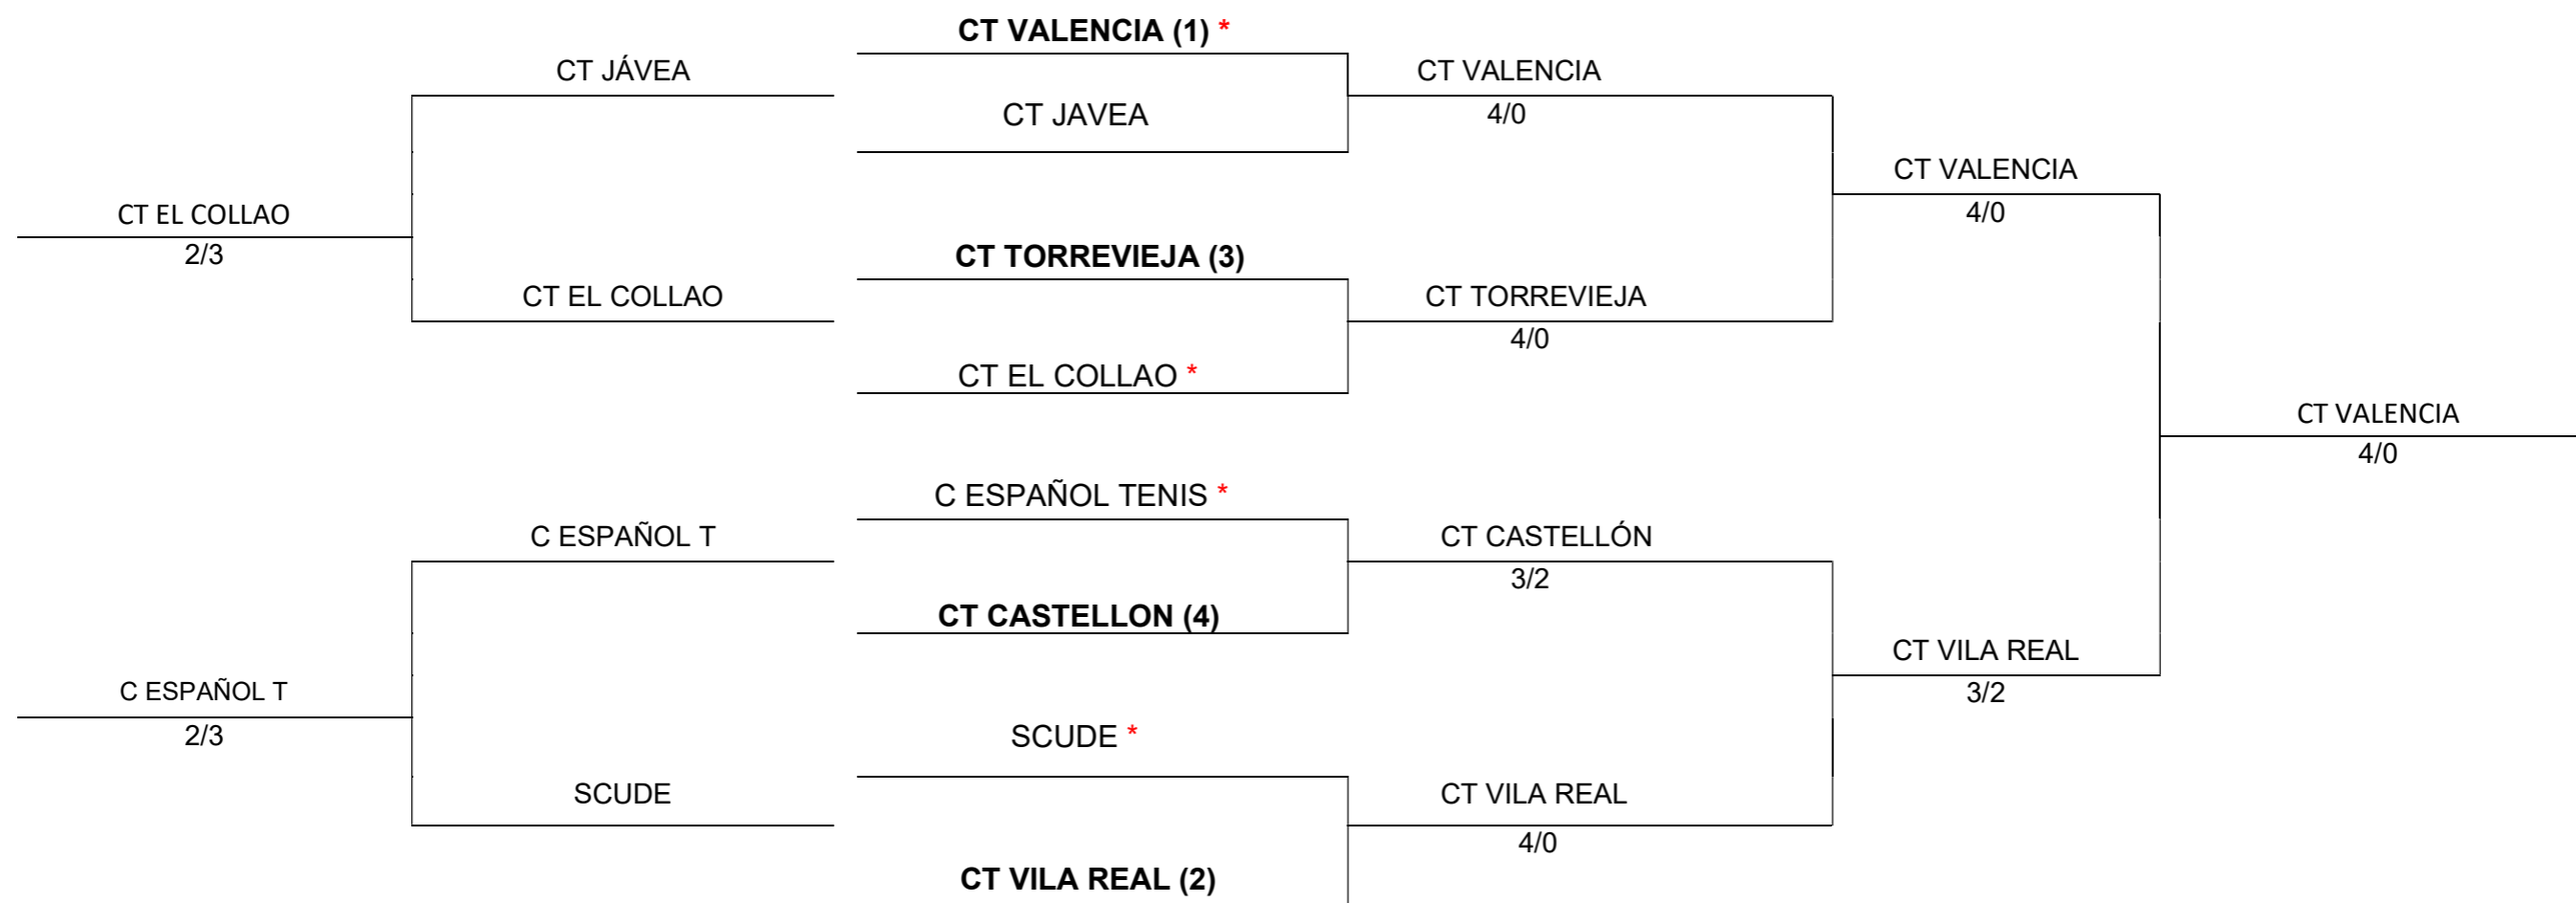 CT VALENCIA (1) *
CT JÁVEA
CT VALENCIA
CT JAVEA
4/0
CT VALENCIA
CT EL COLLAO
4/0
2/3
CT TORREVIEJA (3)
CT EL COLLAO
CT TORREVIEJA
4/0
CT EL COLLAO *
CT VALENCIA
4/0
C ESPAÑOL TENIS *
C ESPAÑOL T
CT CASTELLÓN
3/2
CT CASTELLON (4)
CT VILA REAL
C ESPAÑOL T
3/2
2/3
SCUDE *
SCUDE
CT VILA REAL
4/0
CT VILA REAL (2)